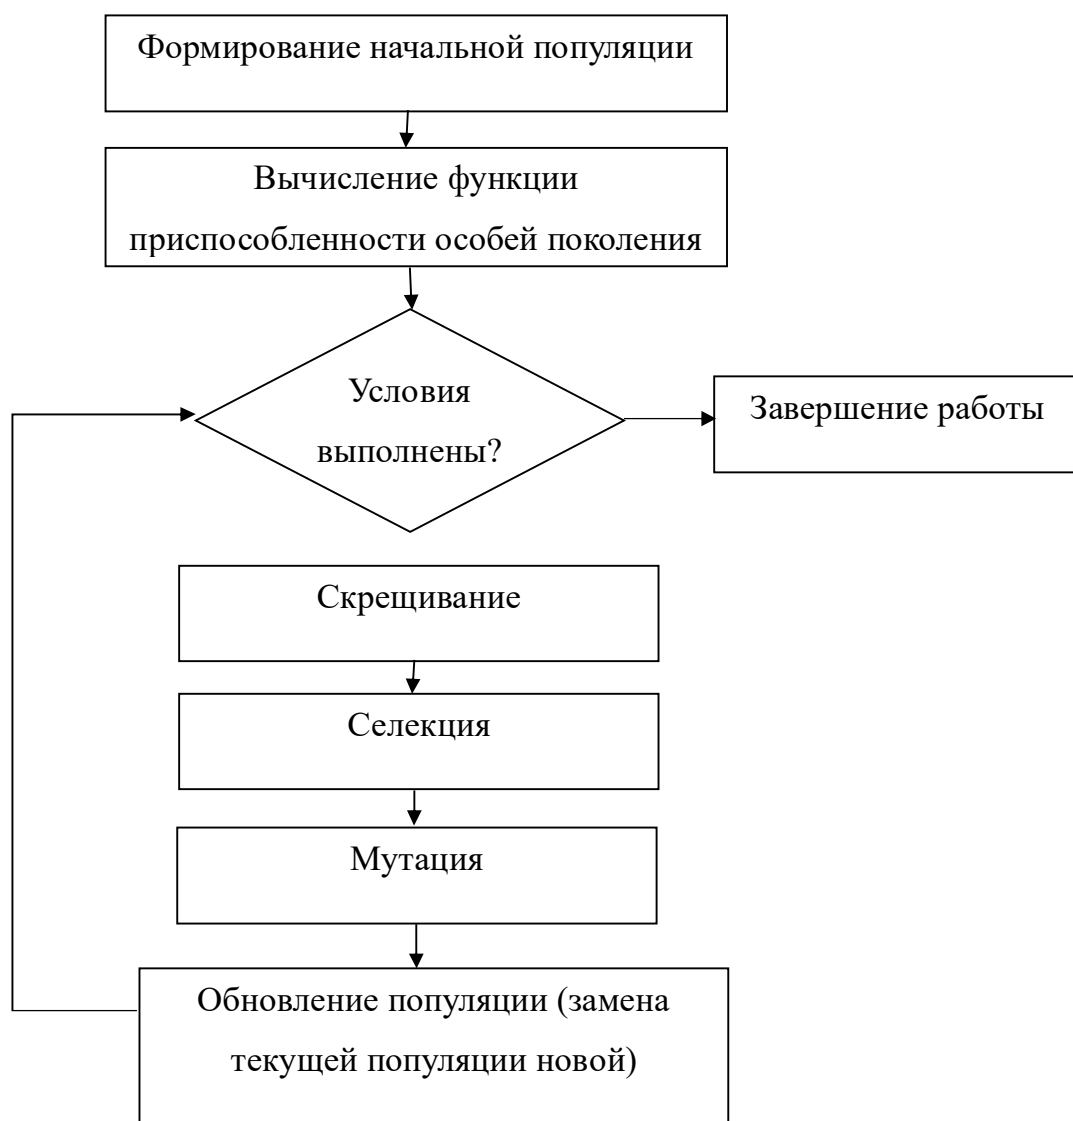 Формирование начальной популяции
Вычисление функции
приспособленности особей поколения
Условия
выполнены?
Завершение работы
Скрещивание
Селекция
Мутация
Обновление популяции (замена
текущей популяции новой)